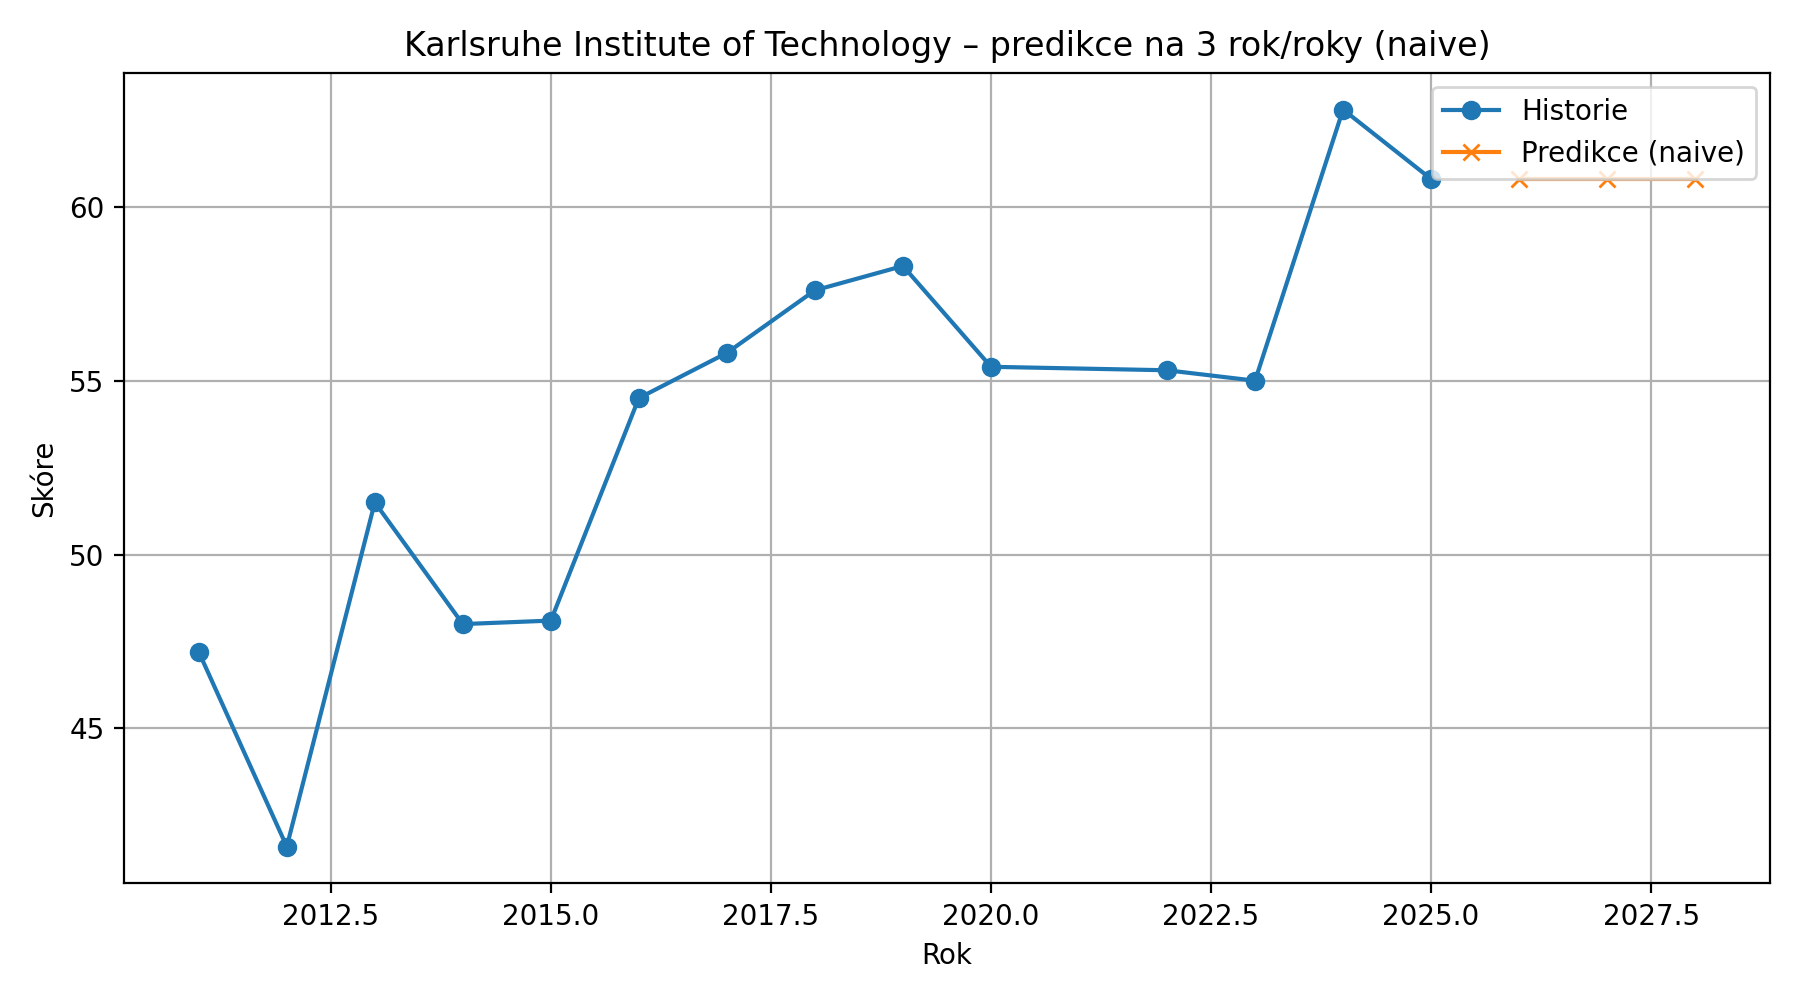 Karlsruhe Institute of Technology – predikce na 3 rok/roky (naive)
Historie
Predikce (naive)
Skóre
60
55
50
45
2012.5 2015.0 2017.5 2020.0 2022.5 2025.0 2027.5
Rok